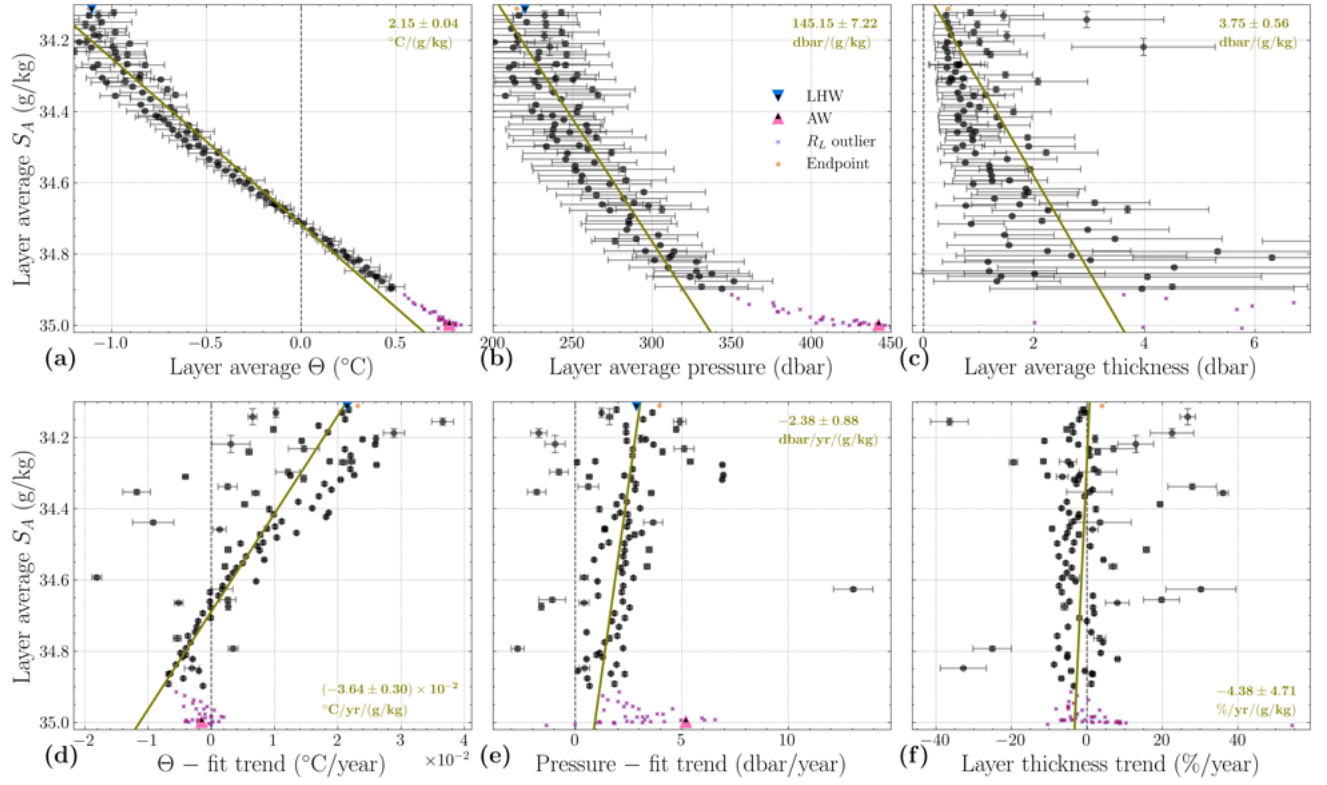 2.15 ± 0.04
°C/(g/kg)
145.15 ± 7.22
dbar/(g/kg)
3.75 ± 0.56
dbar/(g/kg)
LHW
AW
R_L outlier
Endpoint
Layer average S_A (g/kg)
34.2
34.4
34.6
34.8
35.0
−1.0 −0.5 0.0 0.5
200 250 300 350 400 450
0 2 4 6
(a) Layer average Θ (°C)
(b) Layer average pressure (dbar)
(c) Layer average thickness (dbar)
Layer average S_A (g/kg)
34.2
34.4
34.6
34.8
35.0
−2.38 ± 0.88
dbar/yr/(g/kg)
(−3.64 ± 0.30) × 10⁻²
°C/yr/(g/kg)
−4.38 ± 4.71
%/yr/(g/kg)
−2 −1 0 1 2 3 4
×10⁻²
0 5 10
−40 −20 0 20 40
(d) Θ − fit trend (°C/year)
(e) Pressure − fit trend (dbar/year)
(f) Layer thickness trend (%/year)